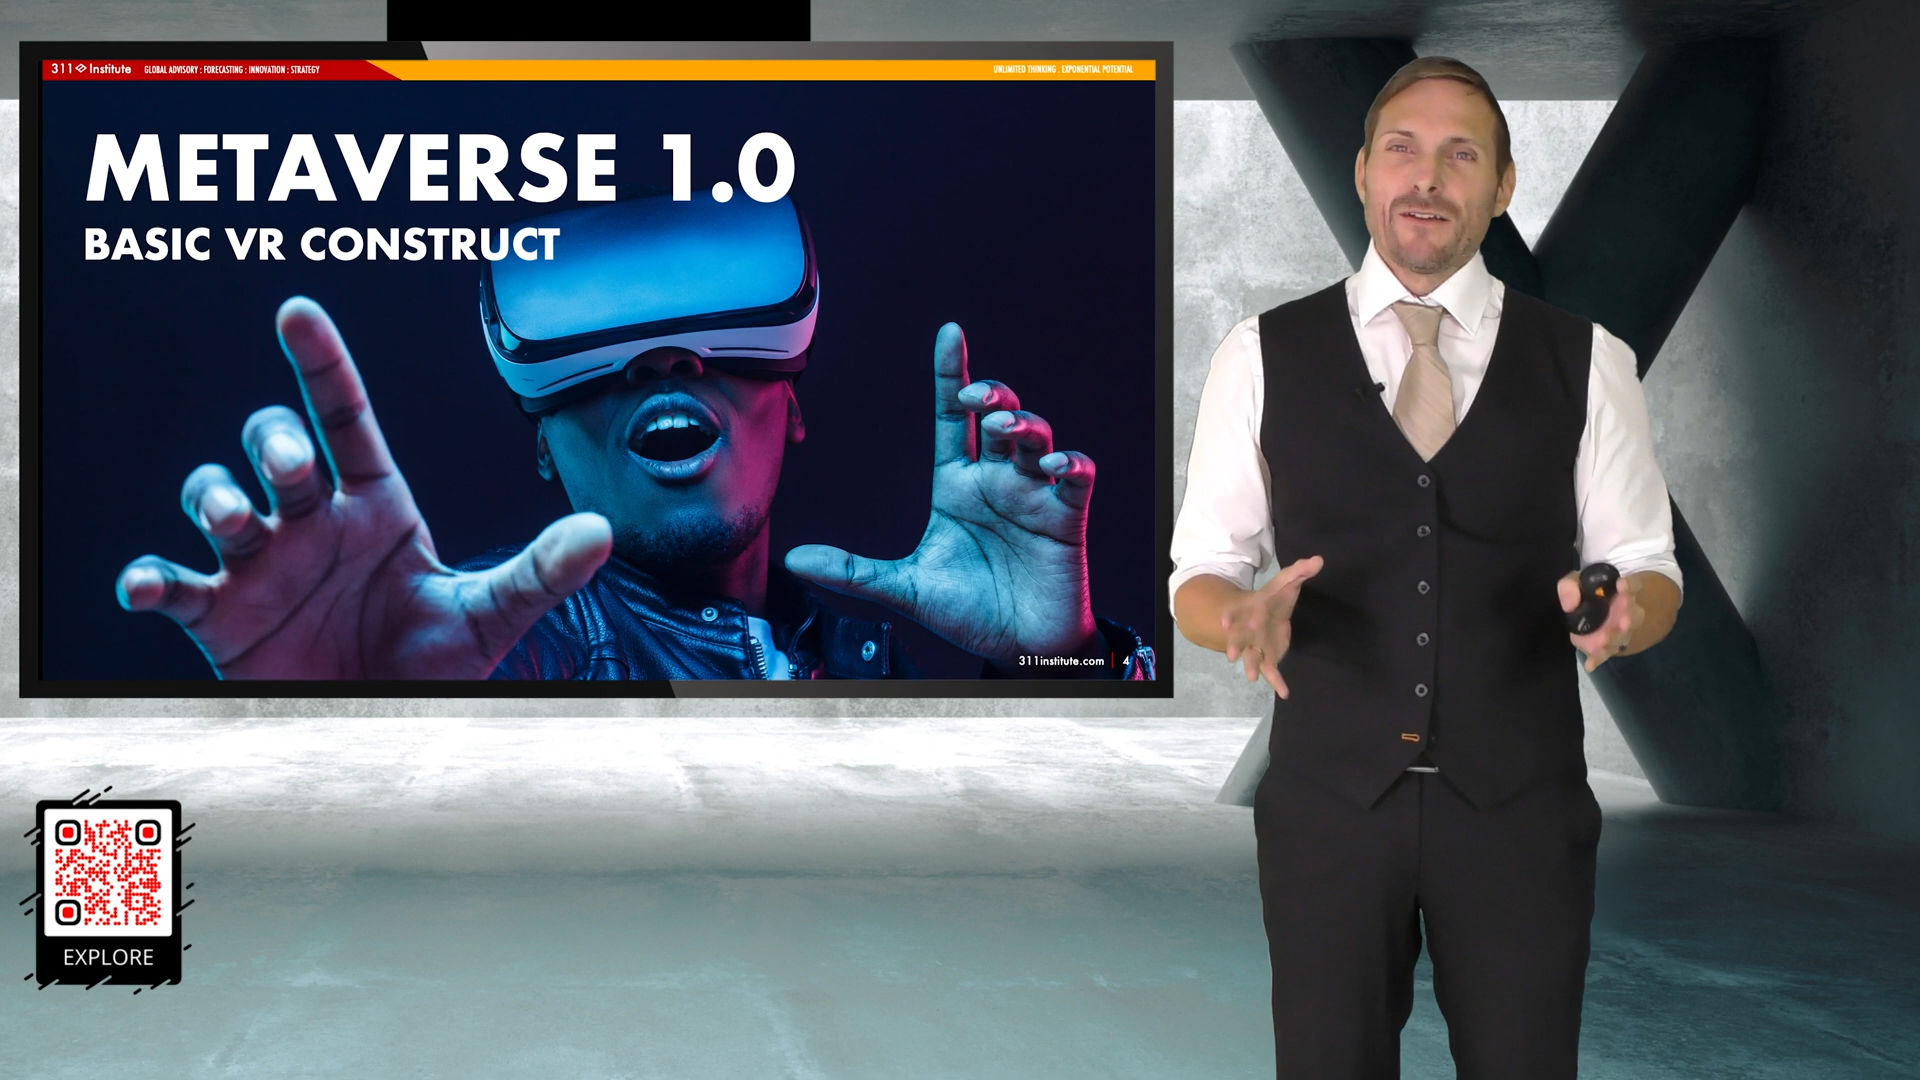 311 Institute GLOBAL ADVISORY : FORECASTING : INNOVATION : STRATEGY
UNLIMITED THINKING . EXPONENTIAL POTENTIAL
METAVERSE 1.0
BASIC VR CONSTRUCT
311institute.com | 4
EXPLORE